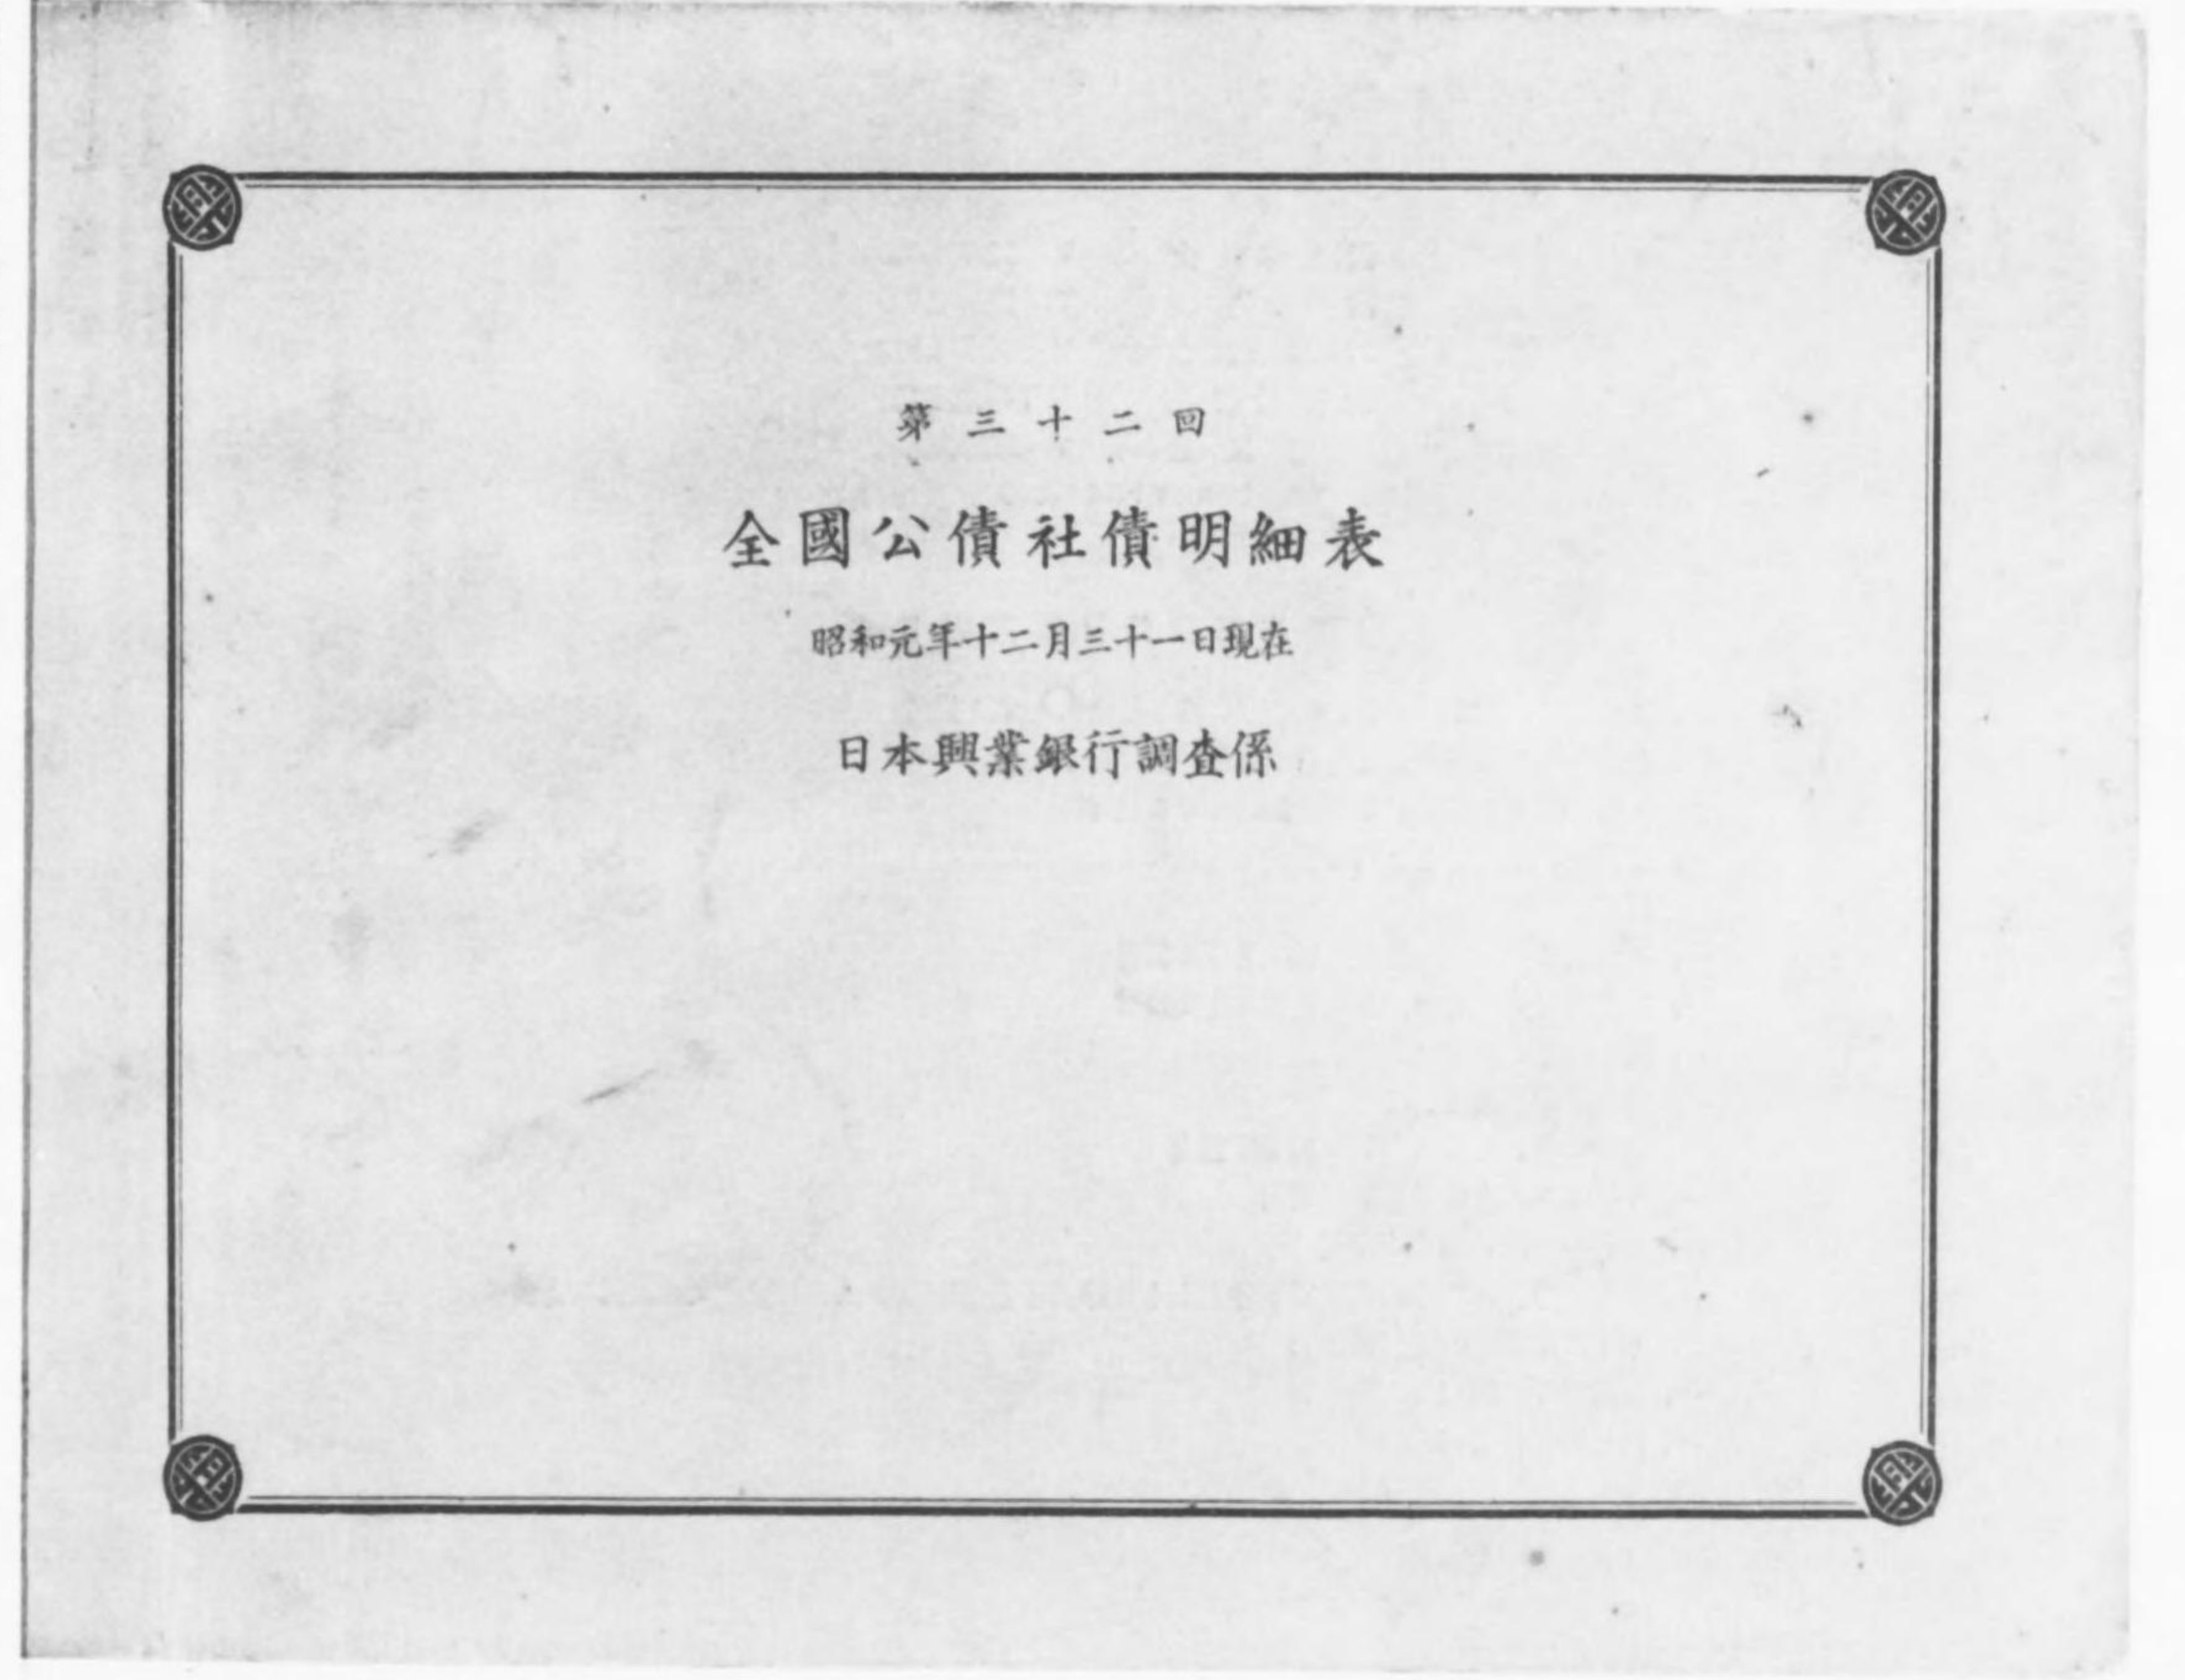 第三十二回
全國公債社債明細表
昭和元年十二月三十一日現在
日本興業銀行調査係